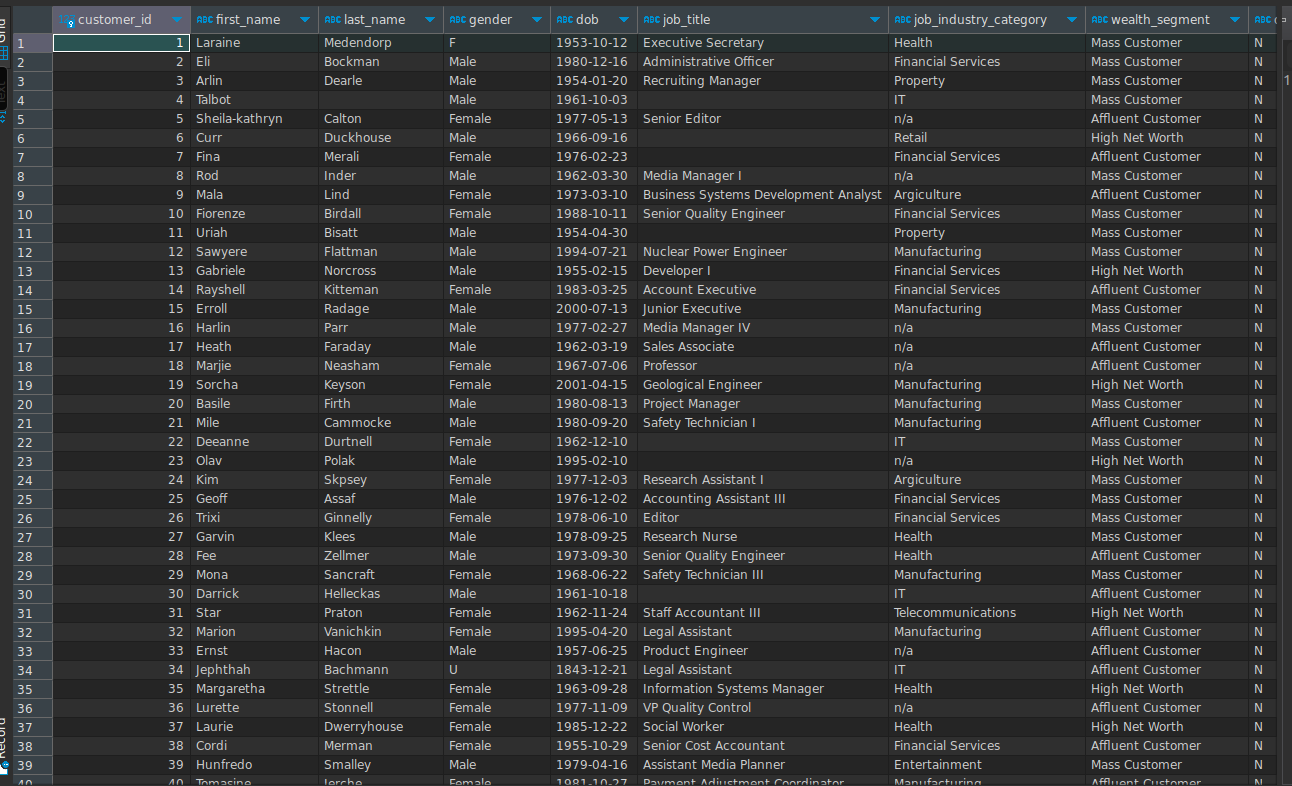 customer_id ABC first_name ABC last_name ABC gender ABC dob ABC job_title ABC job_industry_category ABC wealth_segment ABC
1 1 Laraine Medendorp F 1953-10-12 Executive Secretary Health Mass Customer N
2 2 Eli Bockman Male 1980-12-16 Administrative Officer Financial Services Mass Customer N
3 3 Arlin Dearle Male 1954-01-20 Recruiting Manager Property Mass Customer N
4 4 Talbot Male 1961-10-03 IT Mass Customer N
5 5 Sheila-kathryn Calton Female 1977-05-13 Senior Editor n/a Affluent Customer N
6 6 Curr Duckhouse Male 1966-09-16 Retail High Net Worth N
7 7 Fina Merali Female 1976-02-23 Financial Services Affluent Customer N
8 8 Rod Inder Male 1962-03-30 Media Manager I n/a Mass Customer N
9 9 Mala Lind Female 1973-03-10 Business Systems Development Analyst Argiculture Affluent Customer N
10 10 Fiorenze Birdall Female 1988-10-11 Senior Quality Engineer Financial Services Mass Customer N
11 11 Uriah Bisatt Male 1954-04-30 Property Mass Customer N
12 12 Sawyere Flattman Male 1994-07-21 Nuclear Power Engineer Manufacturing Mass Customer N
13 13 Gabriele Norcross Male 1955-02-15 Developer I Financial Services High Net Worth N
14 14 Rayshell Kitteman Female 1983-03-25 Account Executive Financial Services Affluent Customer N
15 15 Erroll Radage Male 2000-07-13 Junior Executive Manufacturing Mass Customer N
16 16 Harlin Parr Male 1977-02-27 Media Manager IV n/a Mass Customer N
17 17 Heath Faraday Male 1962-03-19 Sales Associate n/a Affluent Customer N
18 18 Marjie Neasham Female 1967-07-06 Professor n/a Affluent Customer N
19 19 Sorcha Keyson Female 2001-04-15 Geological Engineer Manufacturing High Net Worth N
20 20 Basile Firth Male 1980-08-13 Project Manager Manufacturing Mass Customer N
21 21 Mile Cammocke Male 1980-09-20 Safety Technician I Manufacturing Affluent Customer N
22 22 Deeanne Durtnell Female 1962-12-10 IT Mass Customer N
23 23 Olav Polak Male 1995-02-10 n/a High Net Worth N
24 24 Kim Skpsey Female 1977-12-03 Research Assistant I Argiculture Mass Customer N
25 25 Geoff Assaf Male 1976-12-02 Accounting Assistant III Financial Services Mass Customer N
26 26 Trixi Ginnelly Female 1978-06-10 Editor Financial Services Mass Customer N
27 27 Garvin Klees Male 1978-09-25 Research Nurse Health Mass Customer N
28 28 Fee Zellmer Male 1973-09-30 Senior Quality Engineer Health Affluent Customer N
29 29 Mona Sancraft Female 1968-06-22 Safety Technician III Manufacturing Mass Customer N
30 30 Darrick Helleckas Male 1961-10-18 IT Affluent Customer N
31 31 Star Praton Female 1962-11-24 Staff Accountant III Telecommunications High Net Worth N
32 32 Marion Vanichkin Female 1995-04-20 Legal Assistant Manufacturing Affluent Customer N
33 33 Ernst Hacon Male 1957-06-25 Product Engineer n/a Affluent Customer N
34 34 Jephthah Bachmann U 1843-12-21 Legal Assistant IT Affluent Customer N
35 35 Margaretha Strettle Female 1963-09-28 Information Systems Manager Health High Net Worth N
36 36 Lurette Stonnell Female 1977-11-09 VP Quality Control n/a Affluent Customer N
37 37 Laurie Dwerryhouse Female 1985-12-22 Social Worker Health High Net Worth N
38 38 Cordi Merman Female 1955-10-29 Senior Cost Accountant Financial Services Affluent Customer N
39 39 Hunfredo Smalley Male 1979-04-16 Assistant Media Planner Entertainment Mass Customer N
40 40 Tomasine Jerche Female 1981-10-27 Payment Adjustment Coordinator Manufacturing Affluent Customer N
Record